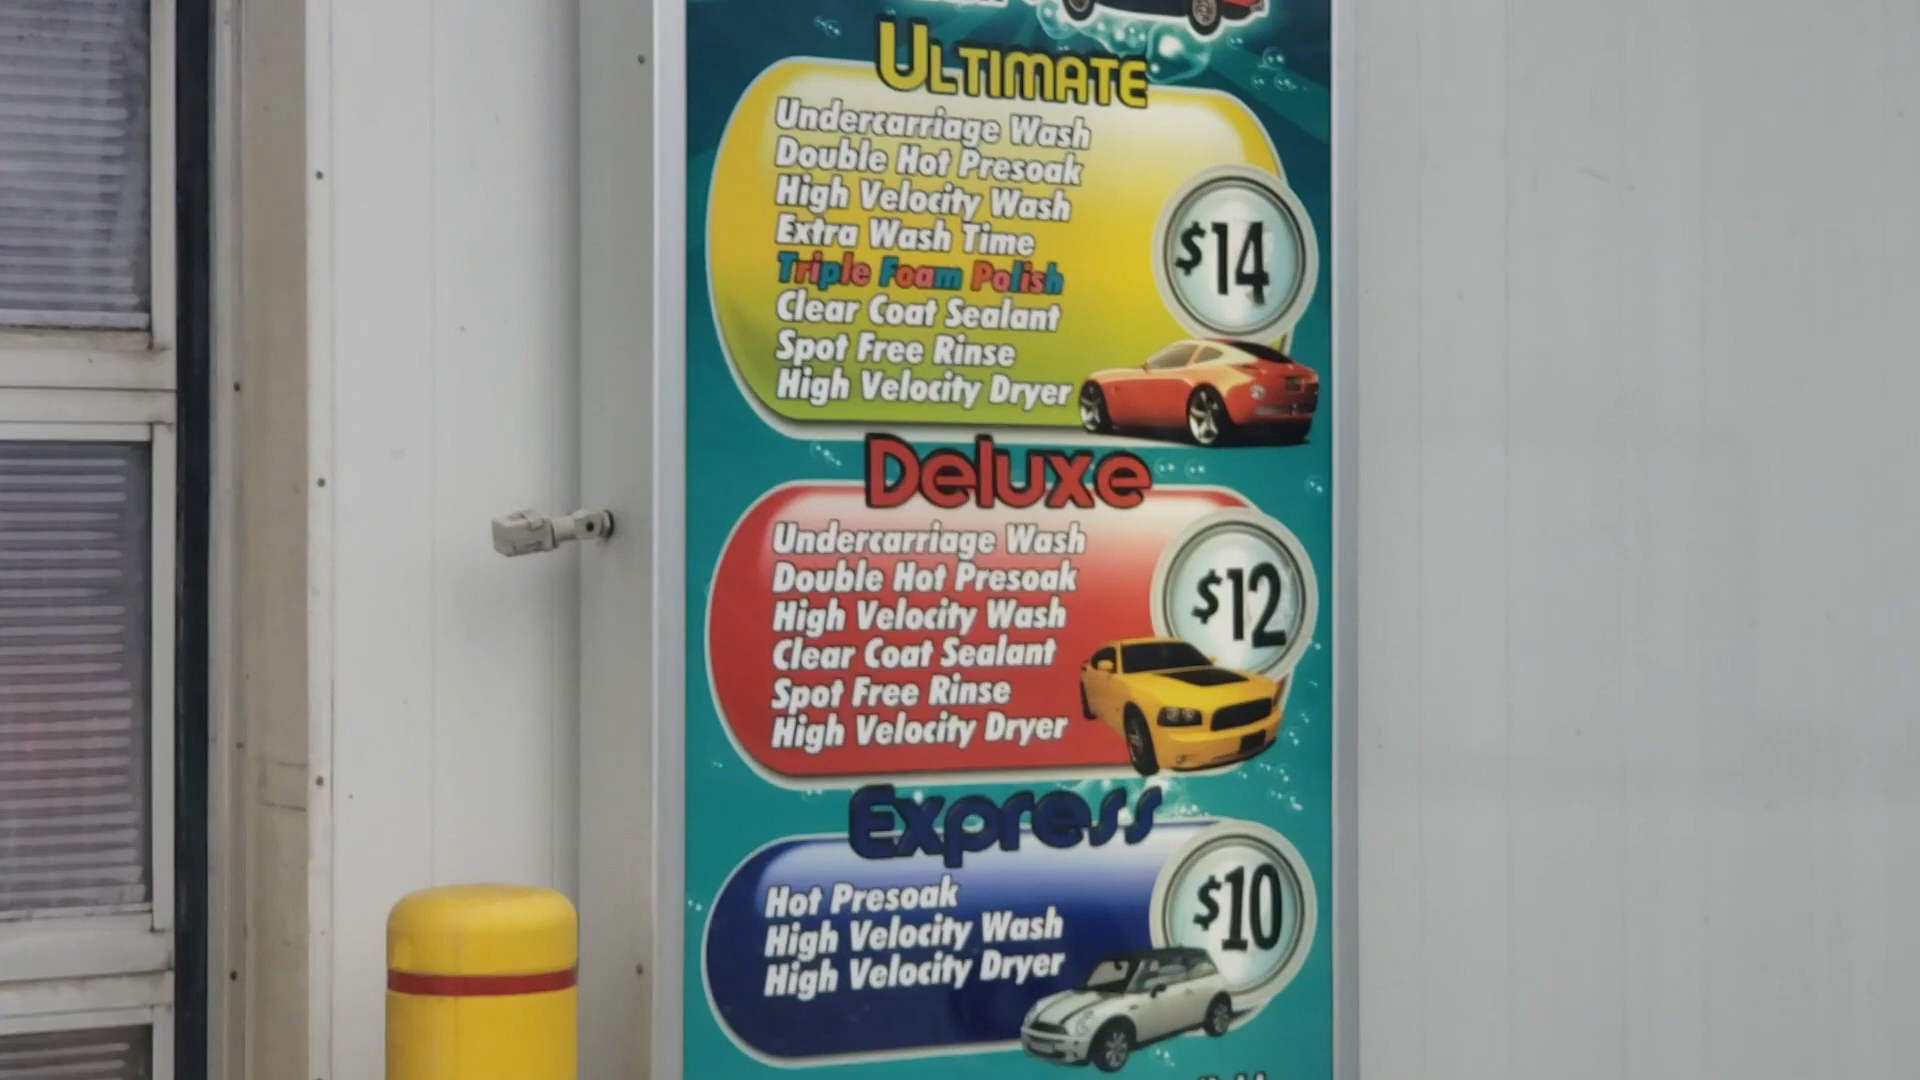 Ultimate
Undercarriage Wash
Double Hot Presoak
High Velocity Wash
Extra Wash Time
Triple Foam Polish
Clear Coat Sealant
Spot Free Rinse
High Velocity Dryer
$14
Deluxe
Undercarriage Wash
Double Hot Presoak
High Velocity Wash
Clear Coat Sealant
Spot Free Rinse
High Velocity Dryer
$12
Express
Hot Presoak
High Velocity Wash
High Velocity Dryer
$10